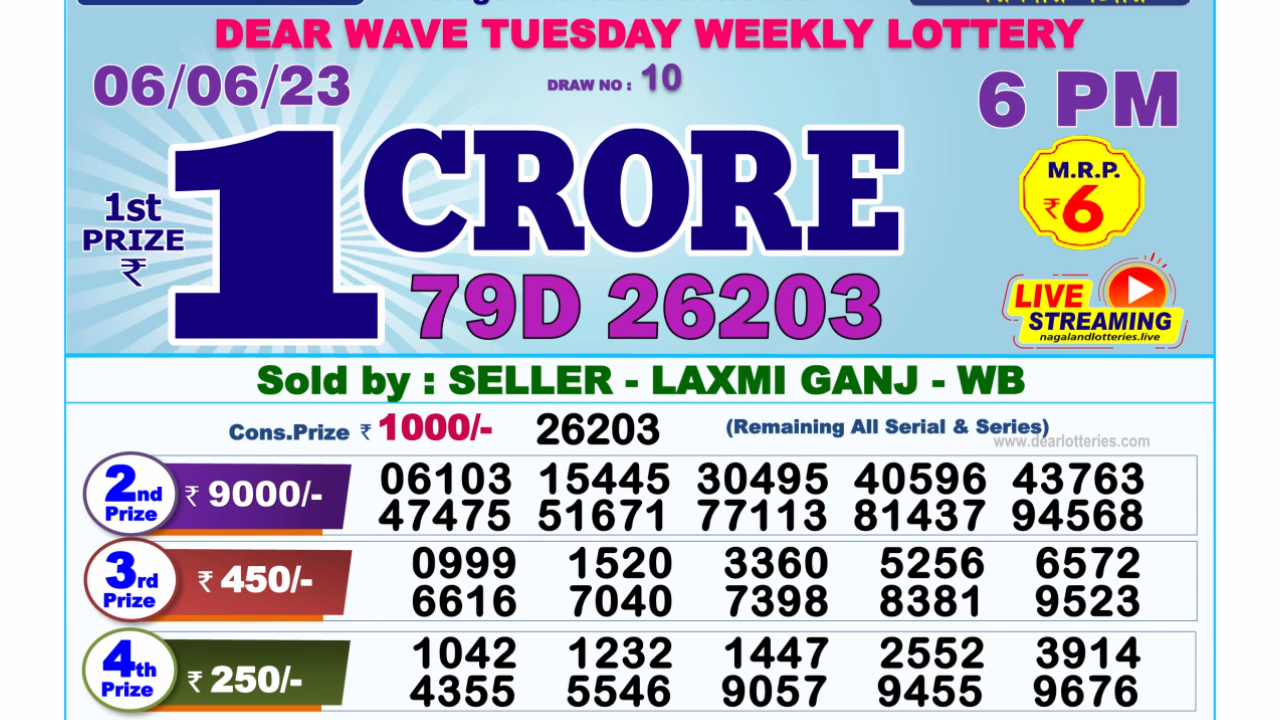 DEAR WAVE TUESDAY WEEKLY LOTTERY
06/06/23
DRAW NO : 10
6 PM
1st PRIZE ₹
1 CRORE
79D 26203
M.R.P.
₹6
LIVE
STREAMING
nagalandlotteries.live
Sold by : SELLER - LAXMI GANJ - WB
Cons.Prize ₹ 1000/- 26203 (Remaining All Serial & Series)
www.dearlotteries.com
2nd Prize ₹ 9000/-
06103 15445 30495 40596 43763
47475 51671 77113 81437 94568
3rd Prize ₹ 450/-
0999 1520 3360 5256 6572
6616 7040 7398 8381 9523
4th Prize ₹ 250/-
1042 1232 1447 2552 3914
4355 5546 9057 9455 9676